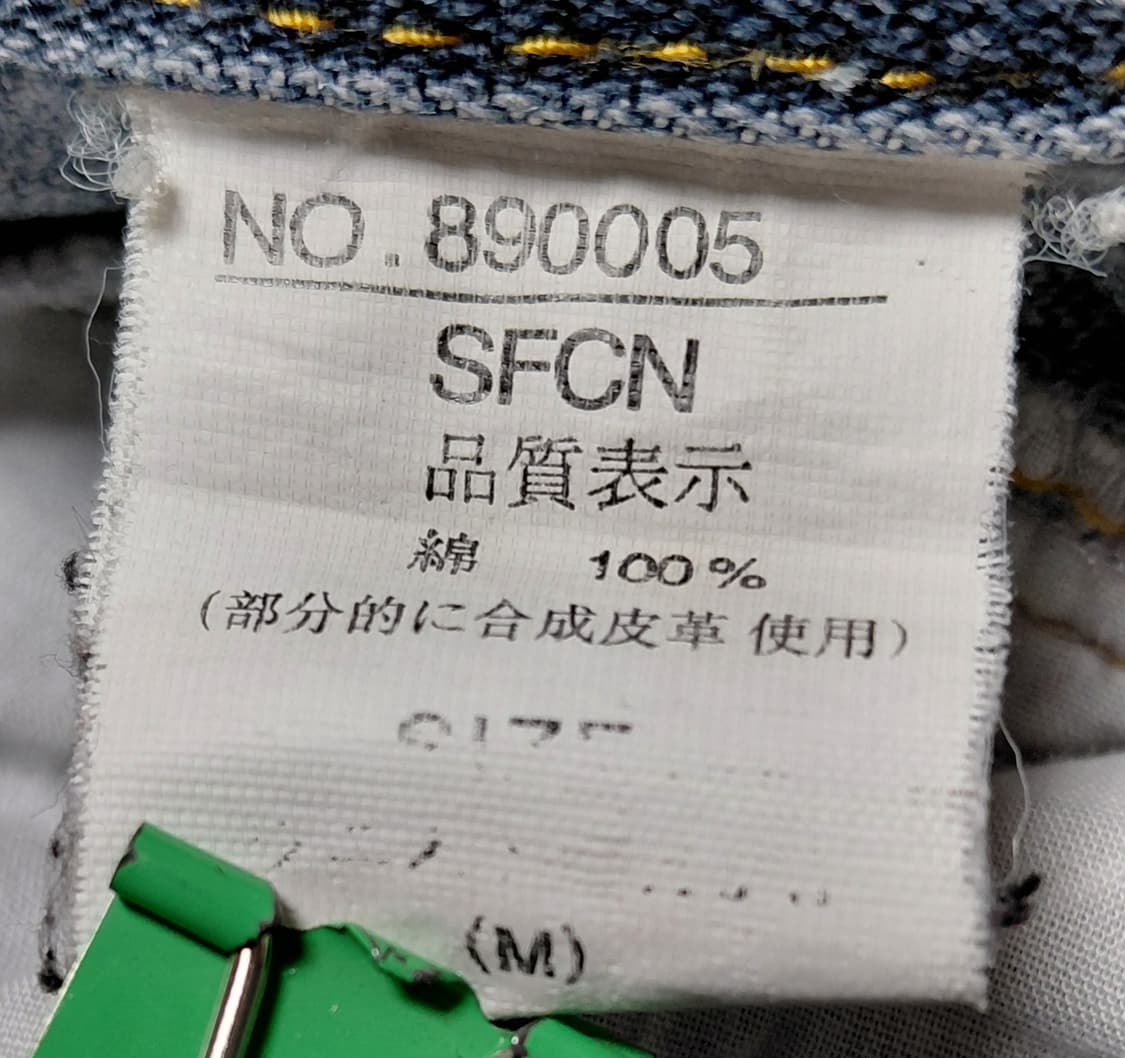 NO.890005
SFCN
品質表示
綿 100%
(部分的に合成皮革 使用)
SIZE
(M)